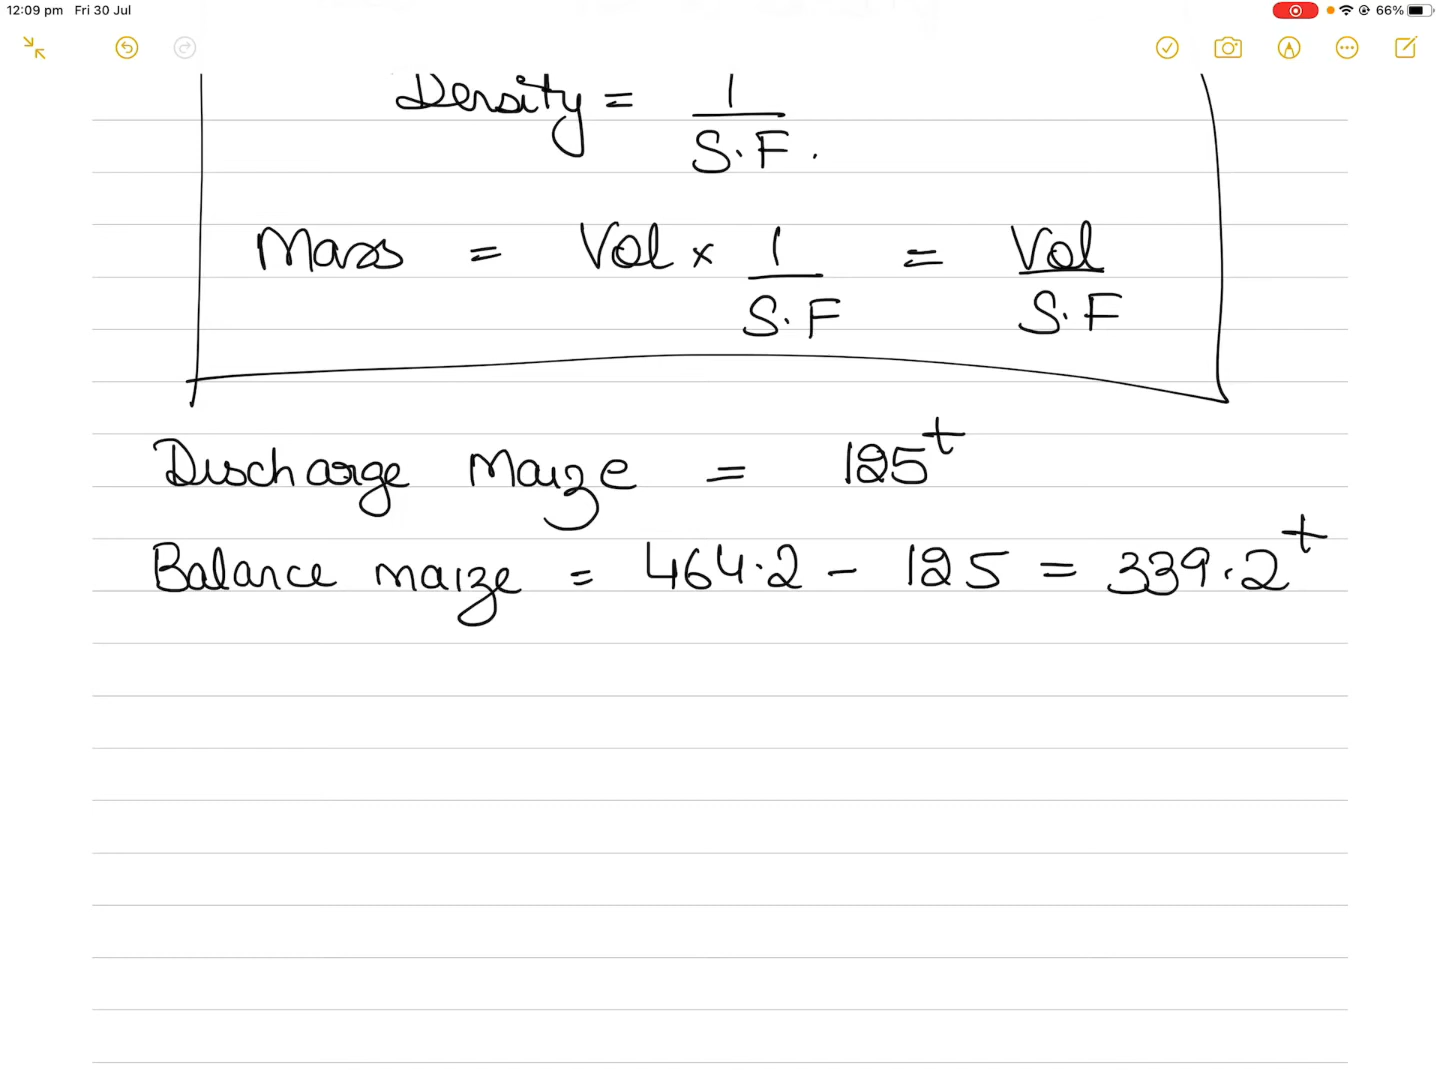 12:09 pm Fri 30 Jul 66%
Density = 1 / S.F.
Mass = Vol x 1 / S.F = Vol / S.F
Discharge Maize = 125t
Balance maize = 464.2 - 125 = 339.2t